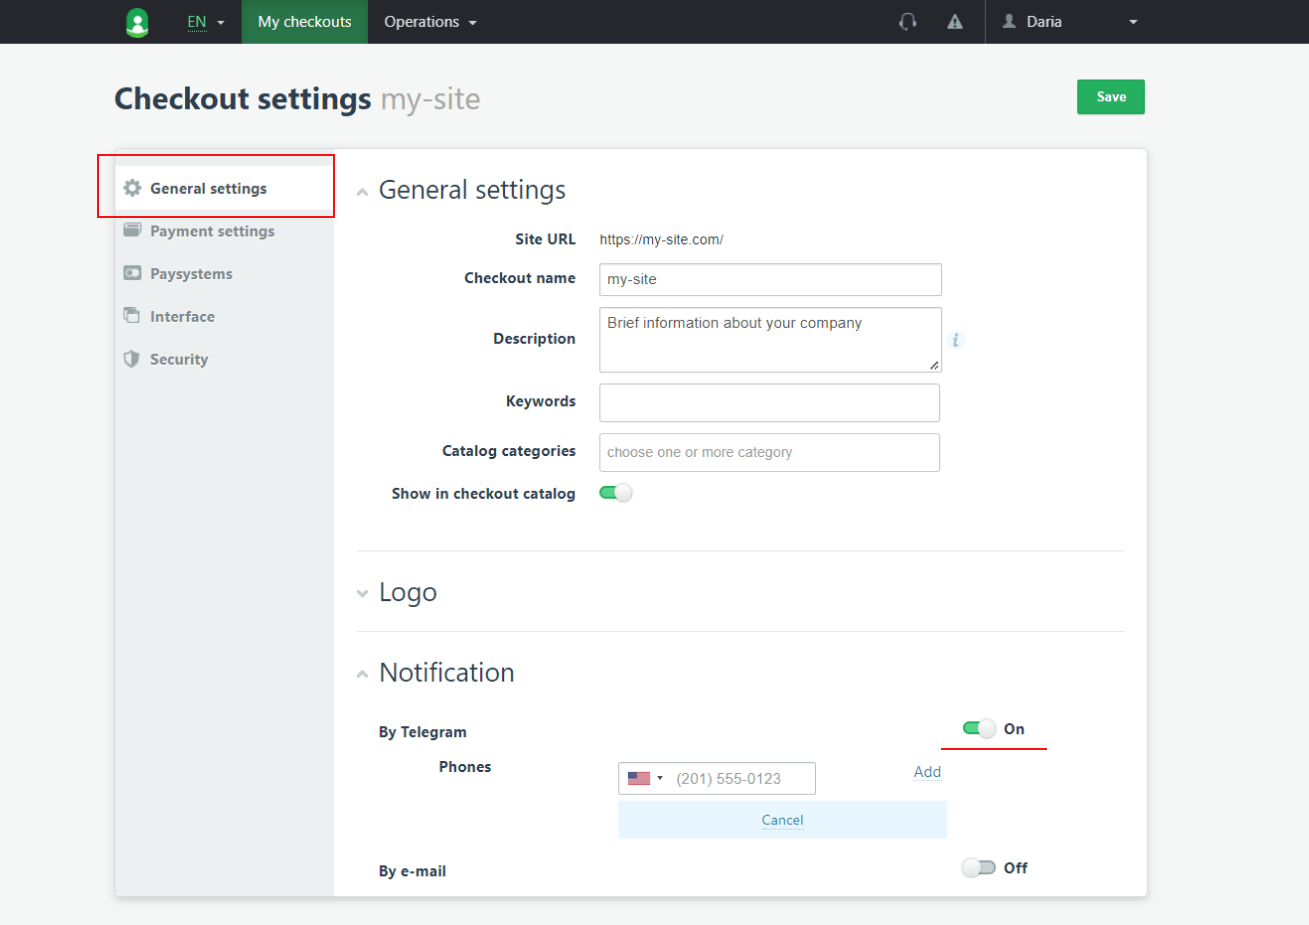 EN My checkouts Operations Daria
Checkout settings my-site
Save
General settings
Payment settings
Paysystems
Interface
Security
General settings
Site URL https://my-site.com/
Checkout name my-site
Description Brief information about your company
Keywords
Catalog categories choose one or more category
Show in checkout catalog
Logo
Notification
By Telegram On
Phones (201) 555-0123 Add
Cancel
By e-mail Off